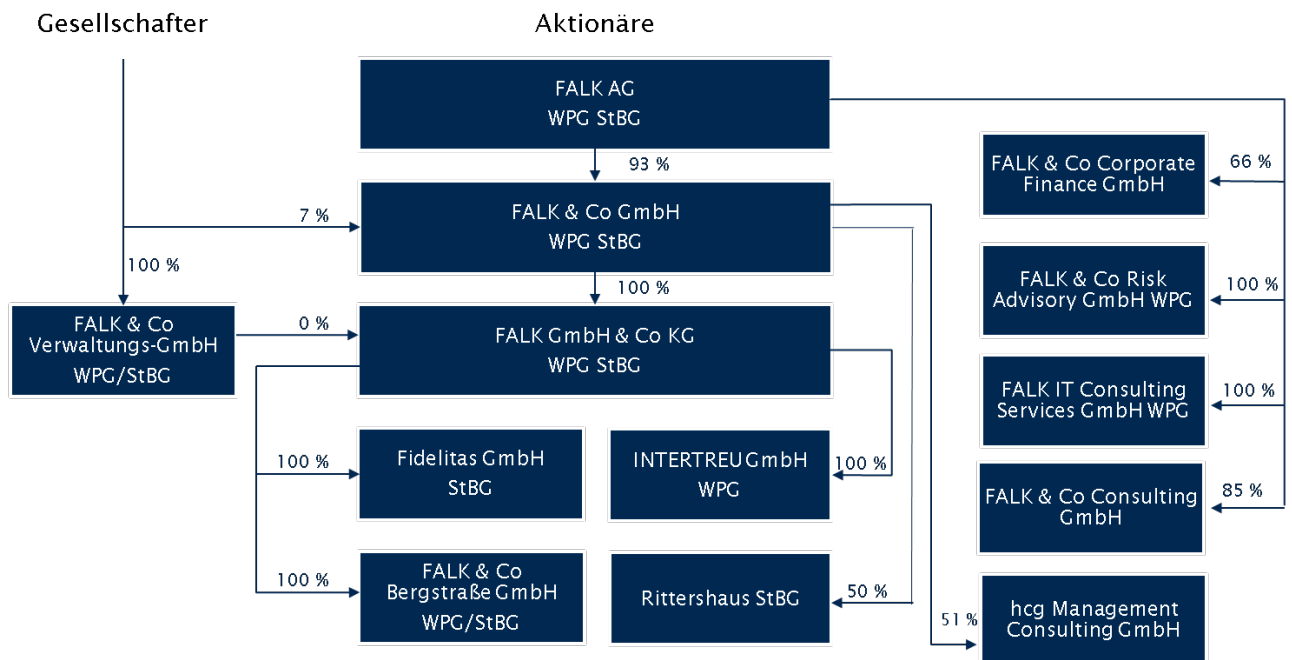 Gesellschafter
Aktionäre
FALK AG
WPG StBG
93 %
FALK & Co GmbH
WPG StBG
7 %
100 %
100 %
FALK & Co
Verwaltungs-GmbH
WPG/StBG
0 %
FALK GmbH & Co KG
WPG StBG
100 %
Fidelitas GmbH
StBG
INTERTREU GmbH
WPG
100 %
100 %
FALK & Co
Bergstraße GmbH
WPG/StBG
Rittershaus StBG
50 %
FALK & Co Corporate
Finance GmbH
66 %
FALK & Co Risk
Advisory GmbH WPG
100 %
FALK IT Consulting
Services GmbH WPG
100 %
FALK & Co Consulting
GmbH
85 %
51 %
hcg Management
Consulting GmbH